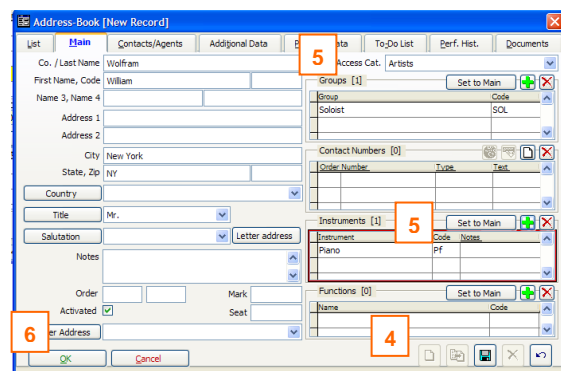 Address-Book [New Record]
List Main Contacts/Agents Additional Data P 5 ata To-Do List Perf. Hist. Documents
Co. / Last Name Wolfram Access Cat. Artists
First Name, Code William Groups [1] Set to Main
Name 3, Name 4 Group Code
Soloist SOL
Address 1
Address 2
City New York Contact Numbers [0]
State, Zip NY Order Number Type Text
Country
Title Mr. Instruments [1] 5 Set to Main
Salutation Letter address Instrument Code Notes
Notes Piano Pf
Order Mark Functions [0] Set to Main
Activated Seat Name Code
6 er Address 4
OK Cancel